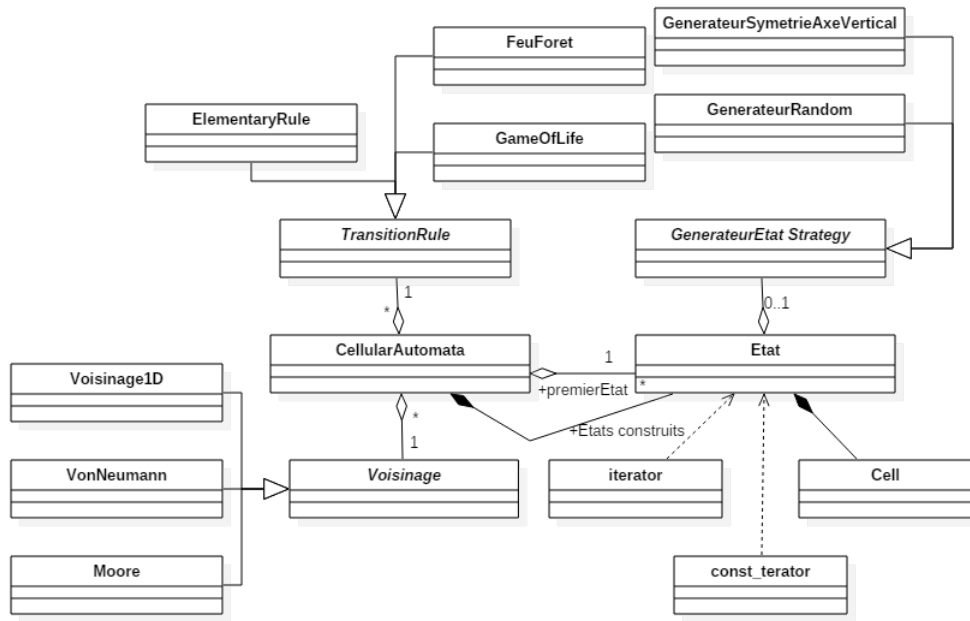 GenerateurSymetrieAxeVertical
FeuForet
GenerateurRandom
ElementaryRule
GameOfLife
TransitionRule
GenerateurEtat Strategy
1
0..1
*
CellularAutomata
Etat
1
Voisinage1D
*
+premierEtat
*
+Etats construits
1
VonNeumann
Voisinage
iterator
Cell
Moore
const_terator